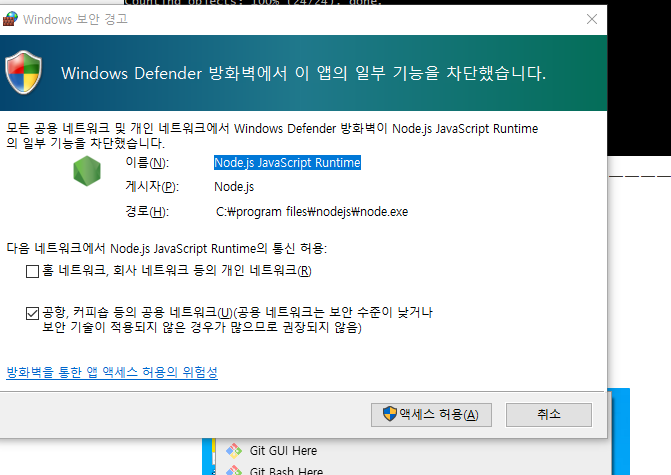 Counting objects: 100% (24/24), done.
Windows 보안 경고
Windows Defender 방화벽에서 이 앱의 일부 기능을 차단했습니다.
모든 공용 네트워크 및 개인 네트워크에서 Windows Defender 방화벽이 Node.js JavaScript Runtime
의 일부 기능을 차단했습니다.
이름(N): Node.js JavaScript Runtime
게시자(P): Node.js
경로(H): C:₩program files₩nodejs₩node.exe
다음 네트워크에서 Node.js JavaScript Runtime의 통신 허용:
홈 네트워크, 회사 네트워크 등의 개인 네트워크(R)
공항, 커피숍 등의 공용 네트워크(U)(공용 네트워크는 보안 수준이 낮거나
보안 기술이 적용되지 않은 경우가 많으므로 권장되지 않음)
방화벽을 통한 앱 액세스 허용의 위험성
액세스 허용(A)
취소
Git GUI Here
Git Bash Here